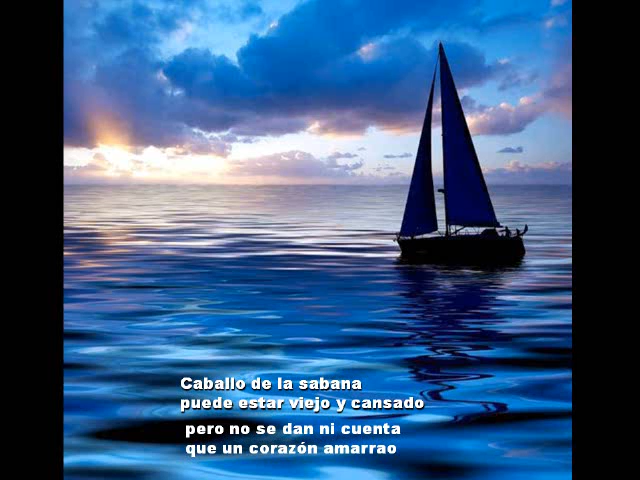 Caballo de la sabana
puede estar viejo y cansado
pero no se dan ni cuenta
que un corazón amarrao